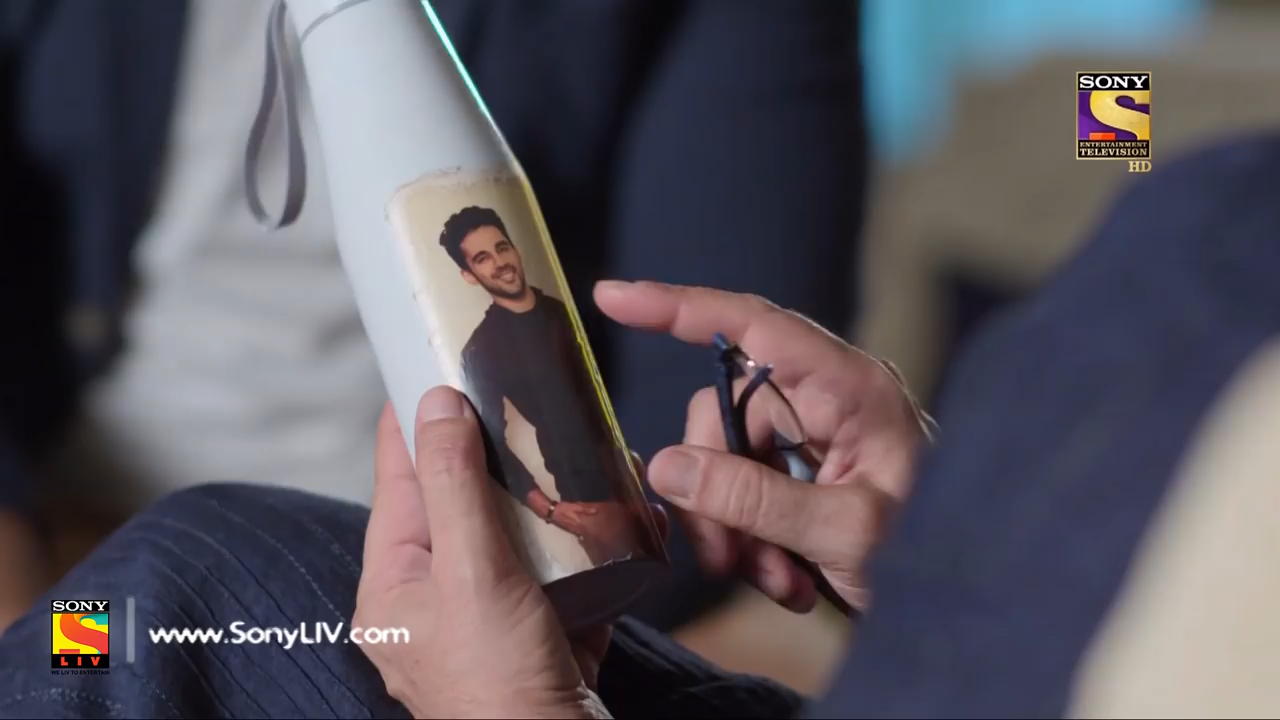 SONY
ENTERTAINMENT
TELEVISION
HD
SONY
LIV
WE LIV TO ENTERTAIN
www.SonyLIV.com